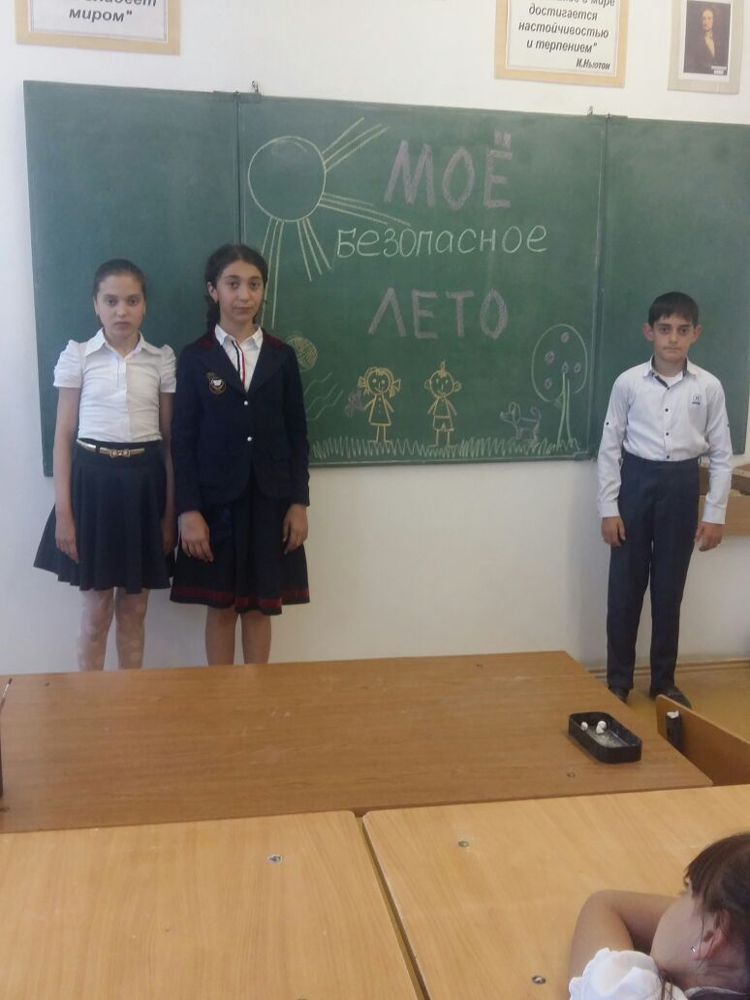 миром"
достигается
настойчивостью
и терпением"
И.Ньютон
МОЁ
БЕЗОПАСНОЕ
ЛЕТО